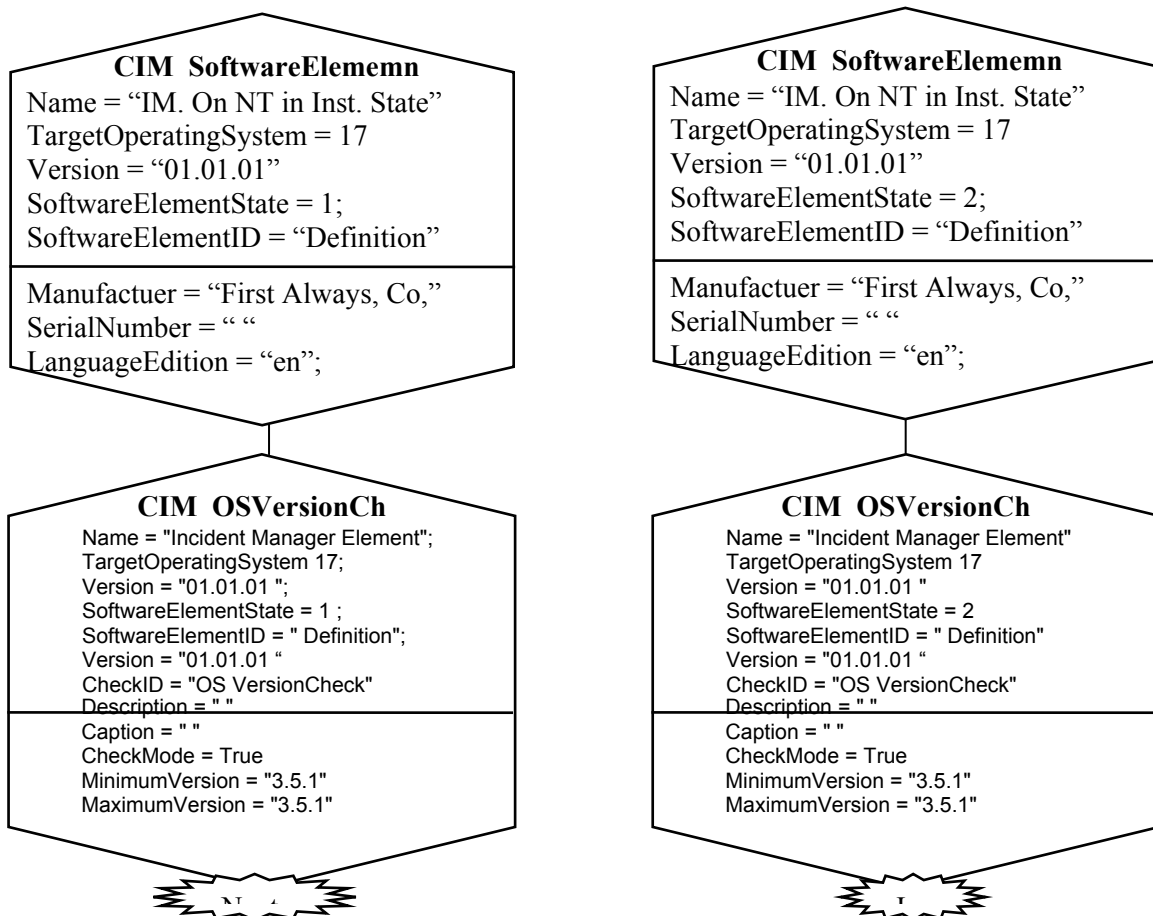 CIM SoftwareElememn
Name = “IM. On NT in Inst. State”
TargetOperatingSystem = 17
Version = “01.01.01”
SoftwareElementState = 1;
SoftwareElementID = “Definition”
Manufactuer = “First Always, Co,”
SerialNumber = “ “
LanguageEdition = “en”;
CIM OSVersionCh
Name = "Incident Manager Element";
TargetOperatingSystem 17;
Version = "01.01.01 ";
SoftwareElementState = 1 ;
SoftwareElementID = " Definition";
Version = "01.01.01 “
CheckID = "OS VersionCheck"
Description = " "
Caption = " "
CheckMode = True
MinimumVersion = "3.5.1"
MaximumVersion = "3.5.1"
CIM SoftwareElememn
Name = “IM. On NT in Inst. State”
TargetOperatingSystem = 17
Version = “01.01.01”
SoftwareElementState = 2;
SoftwareElementID = “Definition”
Manufactuer = “First Always, Co,”
SerialNumber = “ “
LanguageEdition = “en”;
CIM OSVersionCh
Name = "Incident Manager Element"
TargetOperatingSystem 17
Version = "01.01.01 "
SoftwareElementState = 2
SoftwareElementID = " Definition"
Version = "01.01.01 “
CheckID = "OS VersionCheck"
Description = " "
Caption = " "
CheckMode = True
MinimumVersion = "3.5.1"
MaximumVersion = "3.5.1"